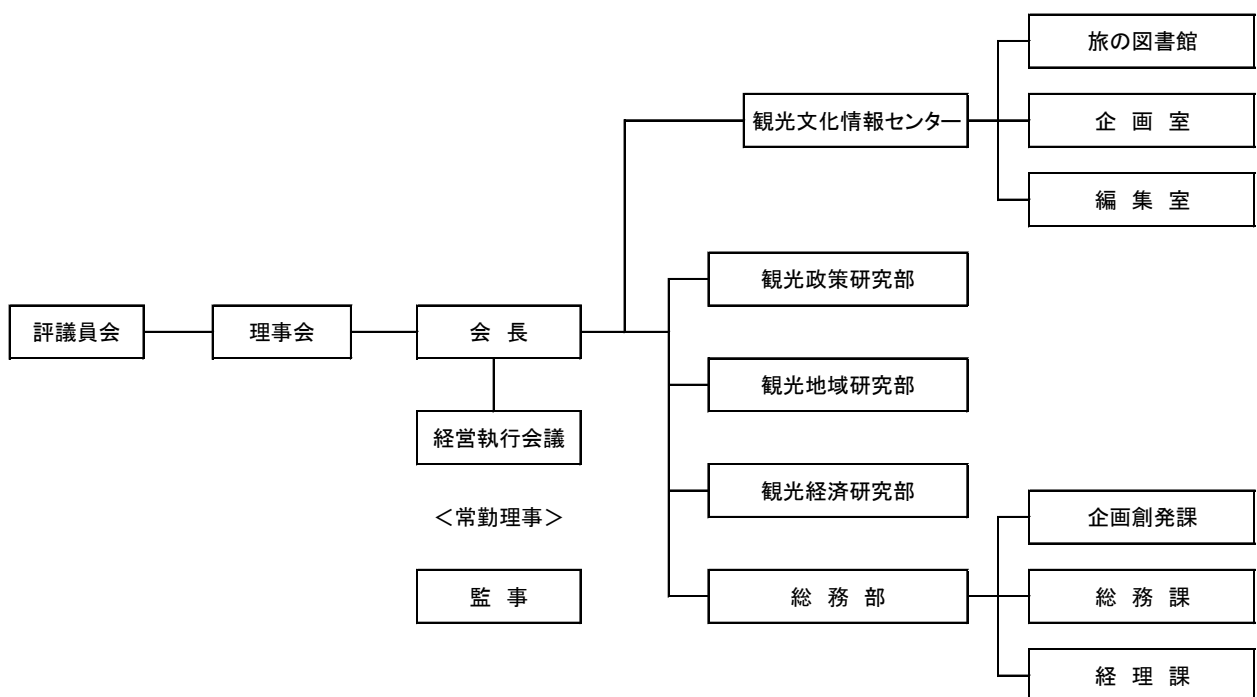 旅の図書館
観光文化情報センター
企 画 室
編 集 室
観光政策研究部
評議員会
理事会
会 長
観光地域研究部
経営執行会議
観光経済研究部
<常勤理事>
企画創発課
監 事
総 務 部
総 務 課
経 理 課